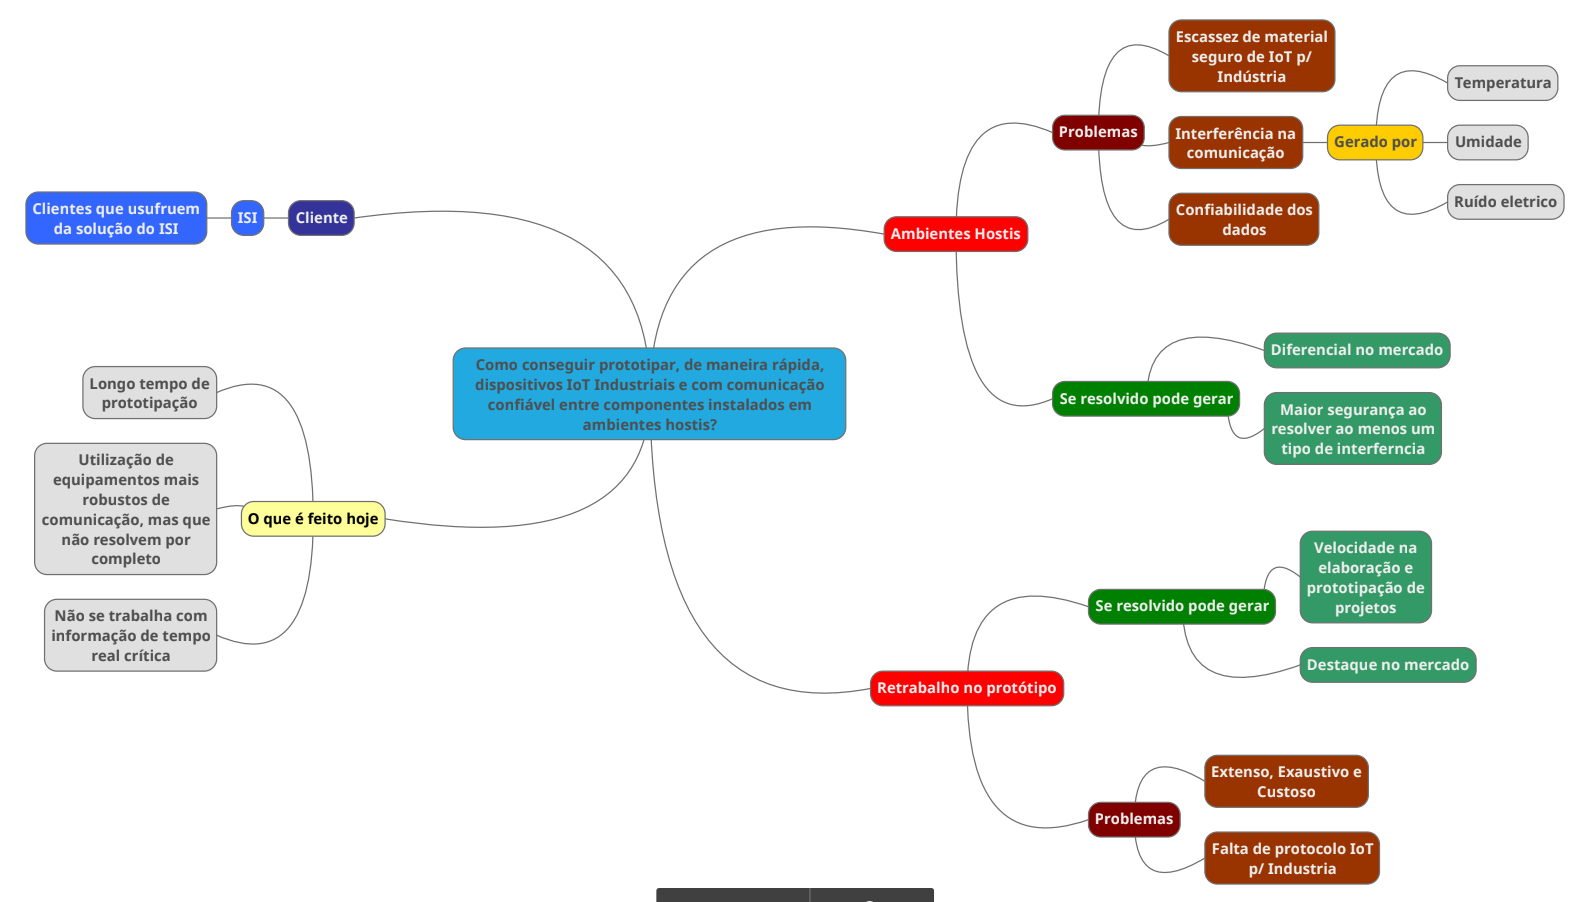 Como conseguir prototipar, de maneira rápida,
dispositivos IoT Industriais e com comunicação
confiável entre componentes instalados em
ambientes hostis?
Cliente
ISI
Clientes que usufruem
da solução do ISI
O que é feito hoje
Longo tempo de
prototipação
Utilização de
equipamentos mais
robustos de
comunicação, mas que
não resolvem por
completo
Não se trabalha com
informação de tempo
real crítica
Ambientes Hostis
Problemas
Escassez de material
seguro de IoT p/
Indústria
Interferência na
comunicação
Gerado por
Temperatura
Umidade
Ruído eletrico
Confiabilidade dos
dados
Se resolvido pode gerar
Diferencial no mercado
Maior segurança ao
resolver ao menos um
tipo de interferncia
Retrabalho no protótipo
Se resolvido pode gerar
Velocidade na
elaboração e
prototipação de
projetos
Destaque no mercado
Problemas
Extenso, Exaustivo e
Custoso
Falta de protocolo IoT
p/ Industria